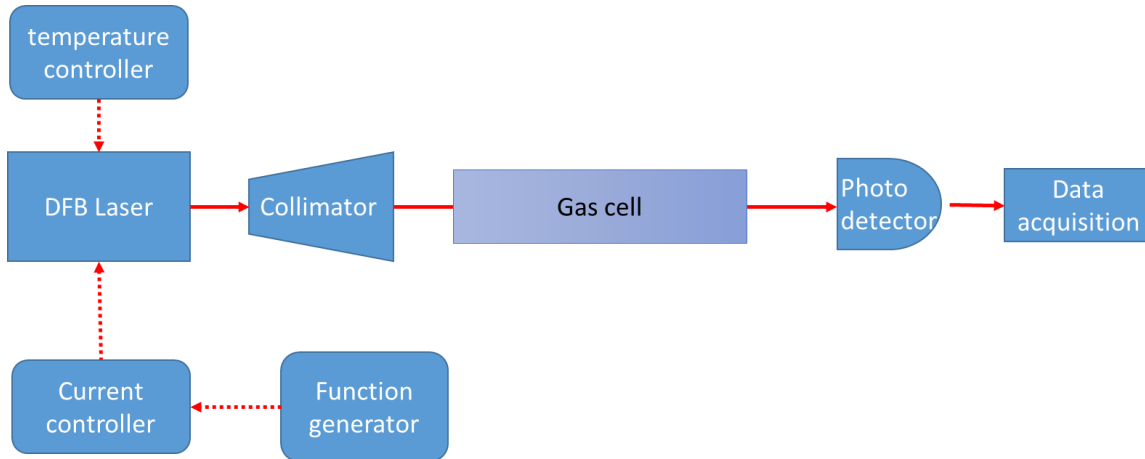 temperature
controller
DFB Laser
Collimator
Gas cell
Photo
detector
Data
acquisition
Current
controller
Function
generator